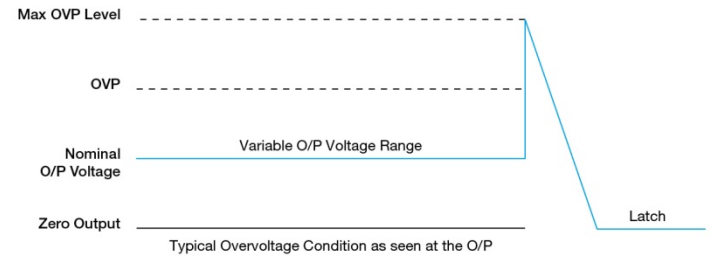 Max OVP Level
OVP
Variable O/P Voltage Range
Nominal
O/P Voltage
Zero Output
Latch
Typical Overvoltage Condition as seen at the O/P